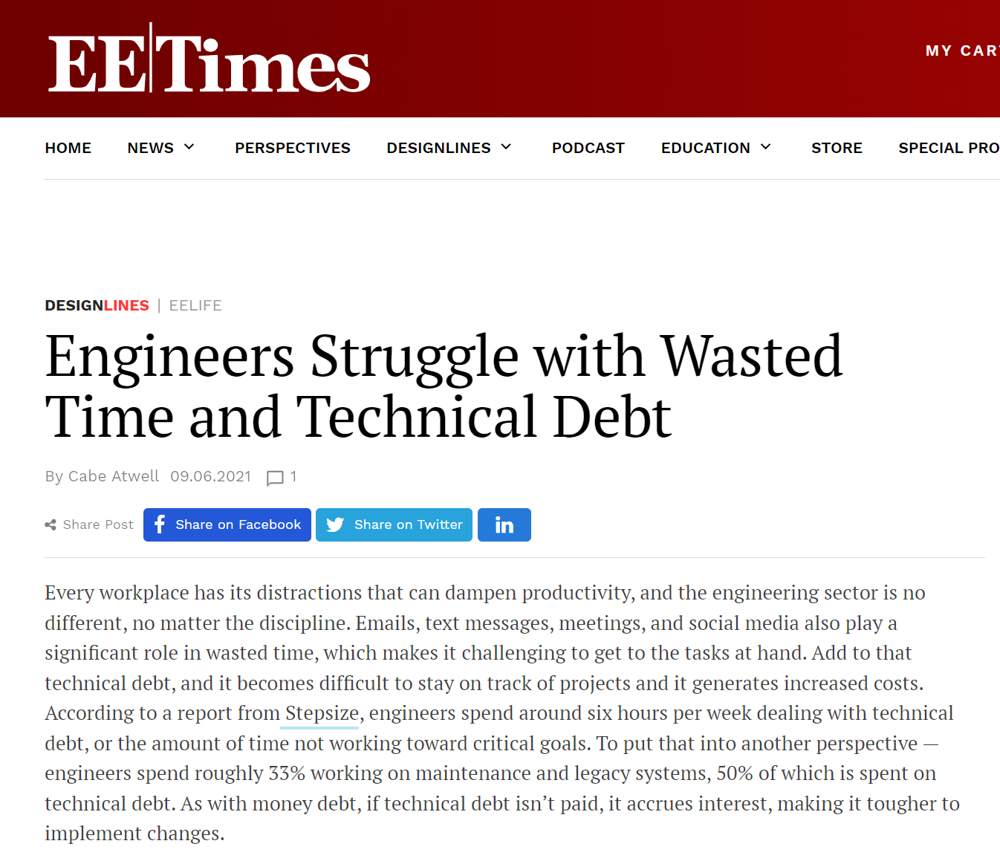 EE|Times
MY CAR
HOME NEWS PERSPECTIVES DESIGNLINES PODCAST EDUCATION STORE SPECIAL PRO
DESIGNLINES | EELIFE
Engineers Struggle with Wasted
Time and Technical Debt
By Cabe Atwell 09.06.2021 1
Share Post Share on Facebook Share on Twitter in
Every workplace has its distractions that can dampen productivity, and the engineering sector is no
different, no matter the discipline. Emails, text messages, meetings, and social media also play a
significant role in wasted time, which makes it challenging to get to the tasks at hand. Add to that
technical debt, and it becomes difficult to stay on track of projects and it generates increased costs.
According to a report from Stepsize, engineers spend around six hours per week dealing with technical
debt, or the amount of time not working toward critical goals. To put that into another perspective —
engineers spend roughly 33% working on maintenance and legacy systems, 50% of which is spent on
technical debt. As with money debt, if technical debt isn’t paid, it accrues interest, making it tougher to
implement changes.